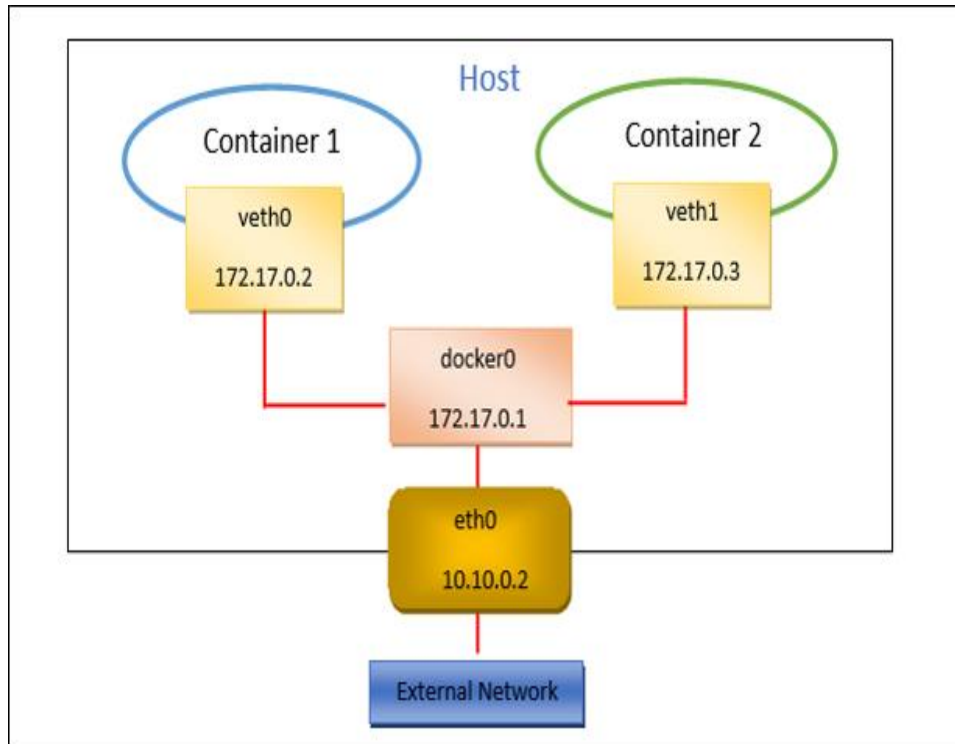 Host
Container 1
Container 2
veth0
172.17.0.2
veth1
172.17.0.3
docker0
172.17.0.1
eth0
10.10.0.2
External Network